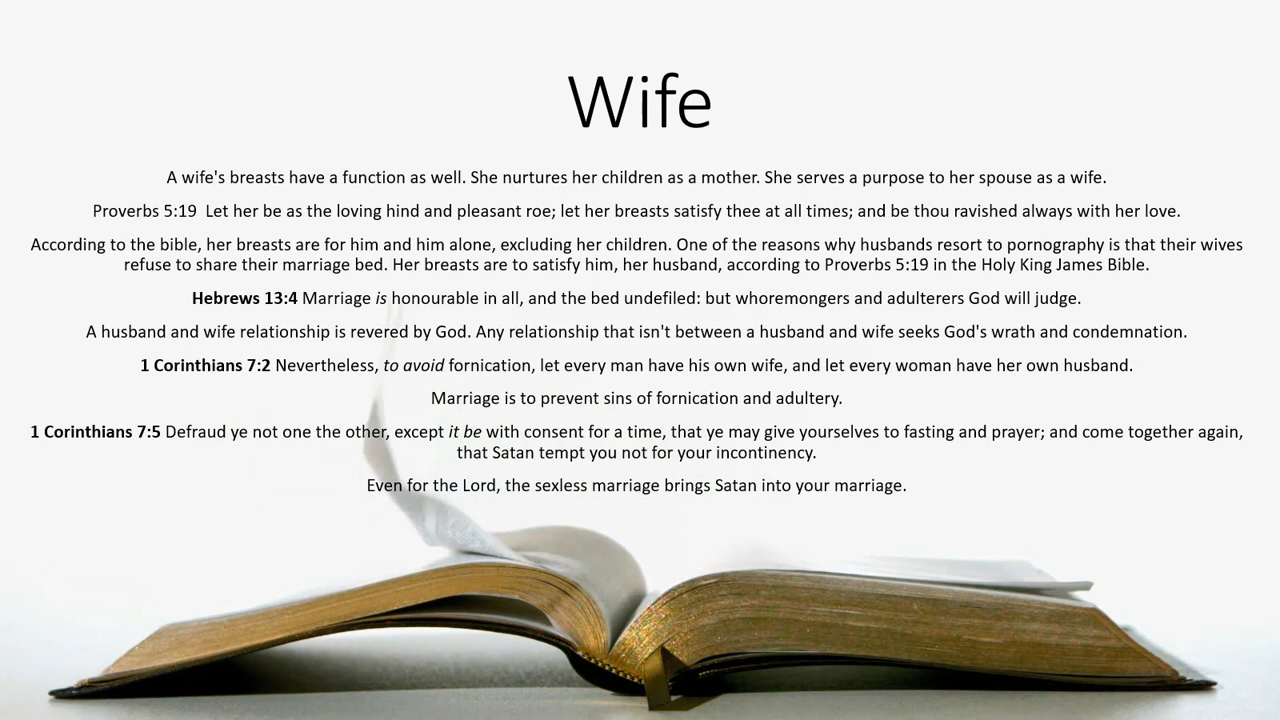 Wife
A wife's breasts have a function as well. She nurtures her children as a mother. She serves a purpose to her spouse as a wife.
Proverbs 5:19  Let her be as the loving hind and pleasant roe; let her breasts satisfy thee at all times; and be thou ravished always with her love.
According to the bible, her breasts are for him and him alone, excluding her children. One of the reasons why husbands resort to pornography is that their wives
refuse to share their marriage bed. Her breasts are to satisfy him, her husband, according to Proverbs 5:19 in the Holy King James Bible.
Hebrews 13:4 Marriage is honourable in all, and the bed undefiled: but whoremongers and adulterers God will judge.
A husband and wife relationship is revered by God. Any relationship that isn't between a husband and wife seeks God's wrath and condemnation.
1 Corinthians 7:2 Nevertheless, to avoid fornication, let every man have his own wife, and let every woman have her own husband.
Marriage is to prevent sins of fornication and adultery.
1 Corinthians 7:5 Defraud ye not one the other, except it be with consent for a time, that ye may give yourselves to fasting and prayer; and come together again,
that Satan tempt you not for your incontinency.
Even for the Lord, the sexless marriage brings Satan into your marriage.